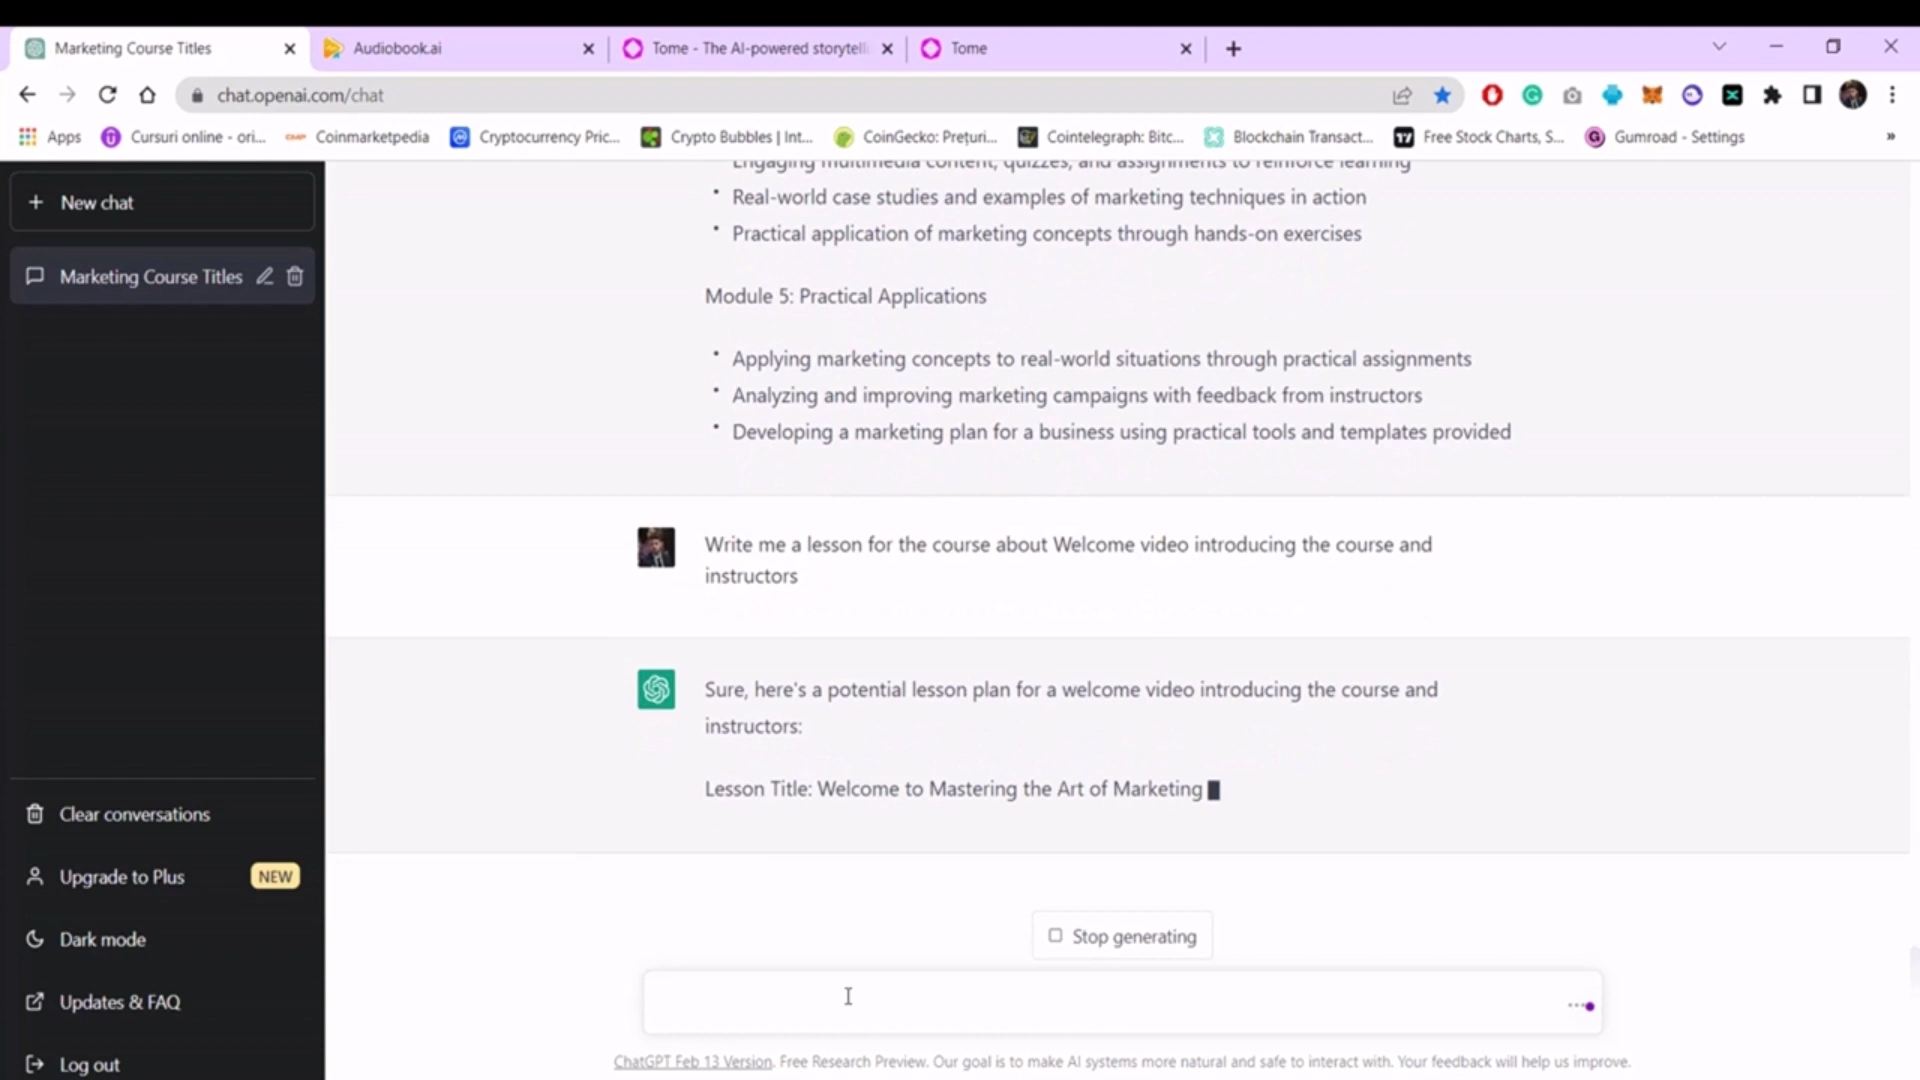 Marketing Course Titles
Audiobook.ai
Tome - The AI-powered storytell
Tome
chat.openai.com/chat
Apps
Cursuri online - ori...
Coinmarketpedia
Cryptocurrency Pric...
Crypto Bubbles | Int...
CoinGecko: Prețuri...
Cointelegraph: Bitc...
Blockchain Transact...
Free Stock Charts, S...
Gumroad - Settings
»
+ New chat
Marketing Course Titles
Clear conversations
Upgrade to Plus NEW
Dark mode
Updates & FAQ
Log out
Engaging multimedia content, quizzes, and assignments to reinforce learning
• Real-world case studies and examples of marketing techniques in action
• Practical application of marketing concepts through hands-on exercises
Module 5: Practical Applications
• Applying marketing concepts to real-world situations through practical assignments
• Analyzing and improving marketing campaigns with feedback from instructors
• Developing a marketing plan for a business using practical tools and templates provided
Write me a lesson for the course about Welcome video introducing the course and
instructors
Sure, here's a potential lesson plan for a welcome video introducing the course and
instructors:
Lesson Title: Welcome to Mastering the Art of Marketing
Stop generating
ChatGPT Feb 13 Version. Free Research Preview. Our goal is to make AI systems more natural and safe to interact with. Your feedback will help us improve.